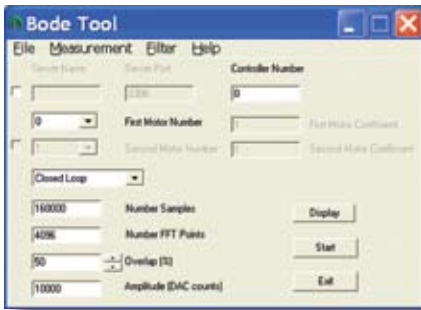 Bode Tool
File Measurement Filter Help
Server Name Server Port Controller Number
0
0 First Motor Number 1 First Motor Coefficient
1 Second Motor Number Second Motor Coefficient
Closed Loop
160000 Number Samples Display
4096 Number FFT Points Start
50 Overlap (%)
10000 Amplitude (DAC counts) Exit